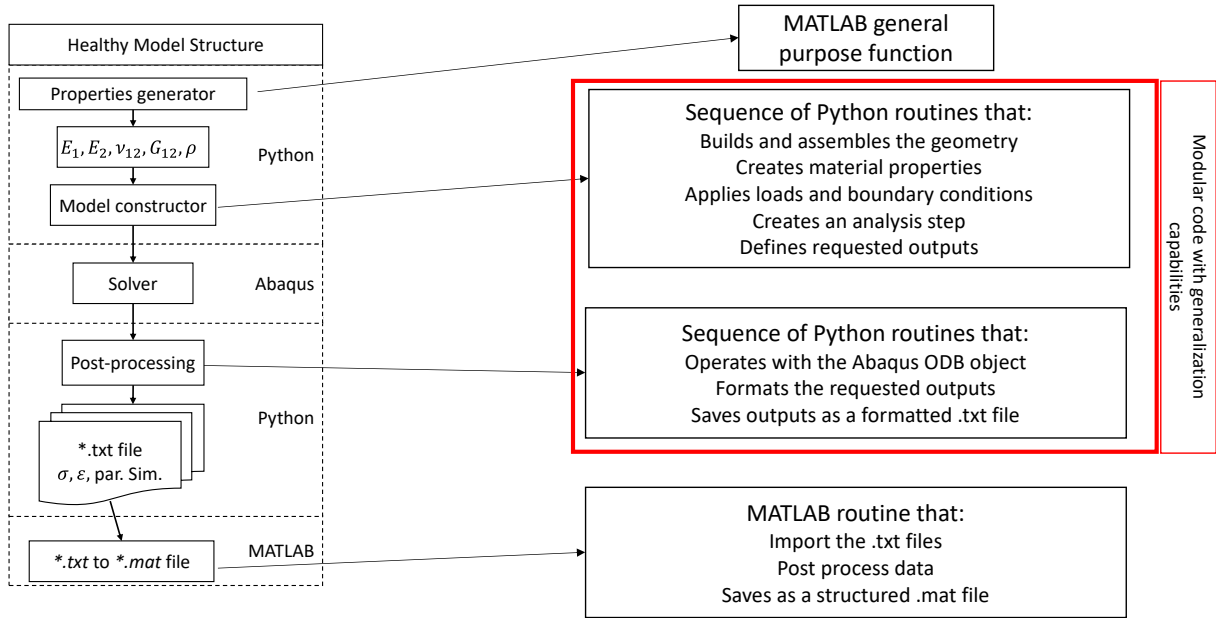 Healthy Model Structure
Properties generator
E₁, E₂, ν₁₂, G₁₂, ρ
Python
Model constructor
Solver
Abaqus
Post-processing
Python
*.txt file
σ, ε, par. Sim.
MATLAB
*.txt to *.mat file
MATLAB general
purpose function
Sequence of Python routines that:
Builds and assembles the geometry
Creates material properties
Applies loads and boundary conditions
Creates an analysis step
Defines requested outputs
Sequence of Python routines that:
Operates with the Abaqus ODB object
Formats the requested outputs
Saves outputs as a formatted .txt file
Modular code with generalization
capabilities
MATLAB routine that:
Import the .txt files
Post process data
Saves as a structured .mat file